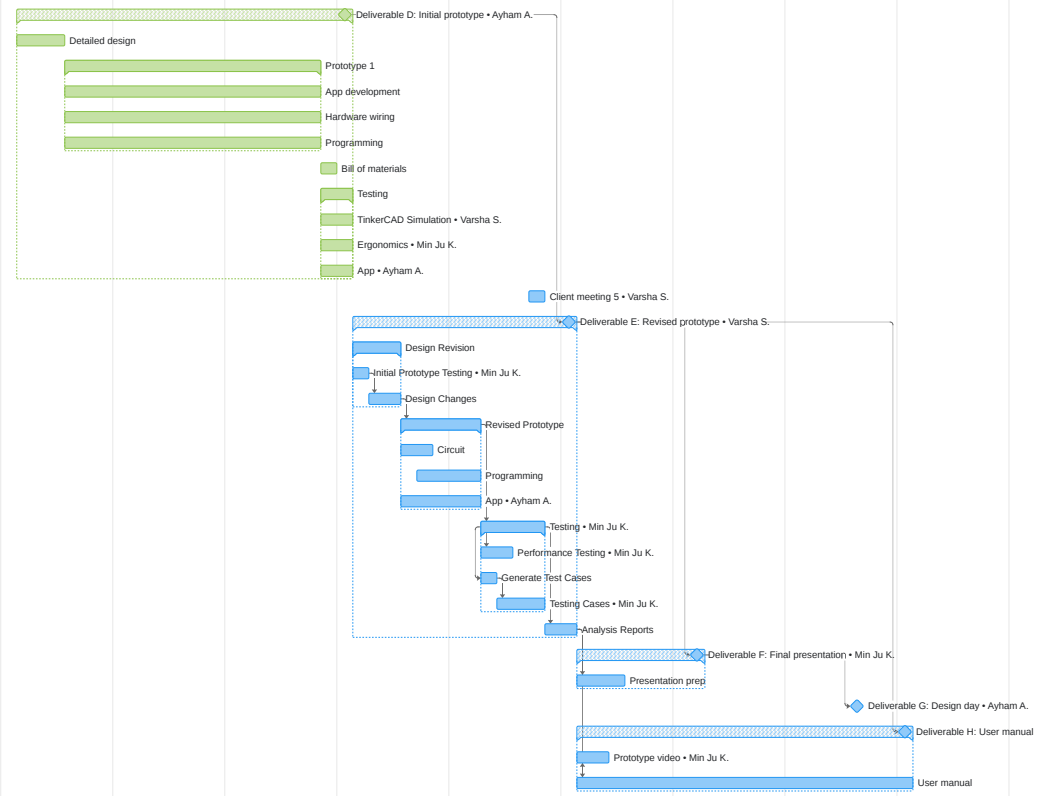 Deliverable D: Initial prototype • Ayham A.
Detailed design
Prototype 1
App development
Hardware wiring
Programming
Bill of materials
Testing
TinkerCAD Simulation • Varsha S.
Ergonomics • Min Ju K.
App • Ayham A.
Client meeting 5 • Varsha S.
Deliverable E: Revised prototype • Varsha S.
Design Revision
Initial Prototype Testing • Min Ju K.
Design Changes
Revised Prototype
Circuit
Programming
App • Ayham A.
Testing • Min Ju K.
Performance Testing • Min Ju K.
Generate Test Cases
Testing Cases • Min Ju K.
Analysis Reports
Deliverable F: Final presentation • Min Ju K.
Presentation prep
Deliverable G: Design day • Ayham A.
Deliverable H: User manual
Prototype video • Min Ju K.
User manual